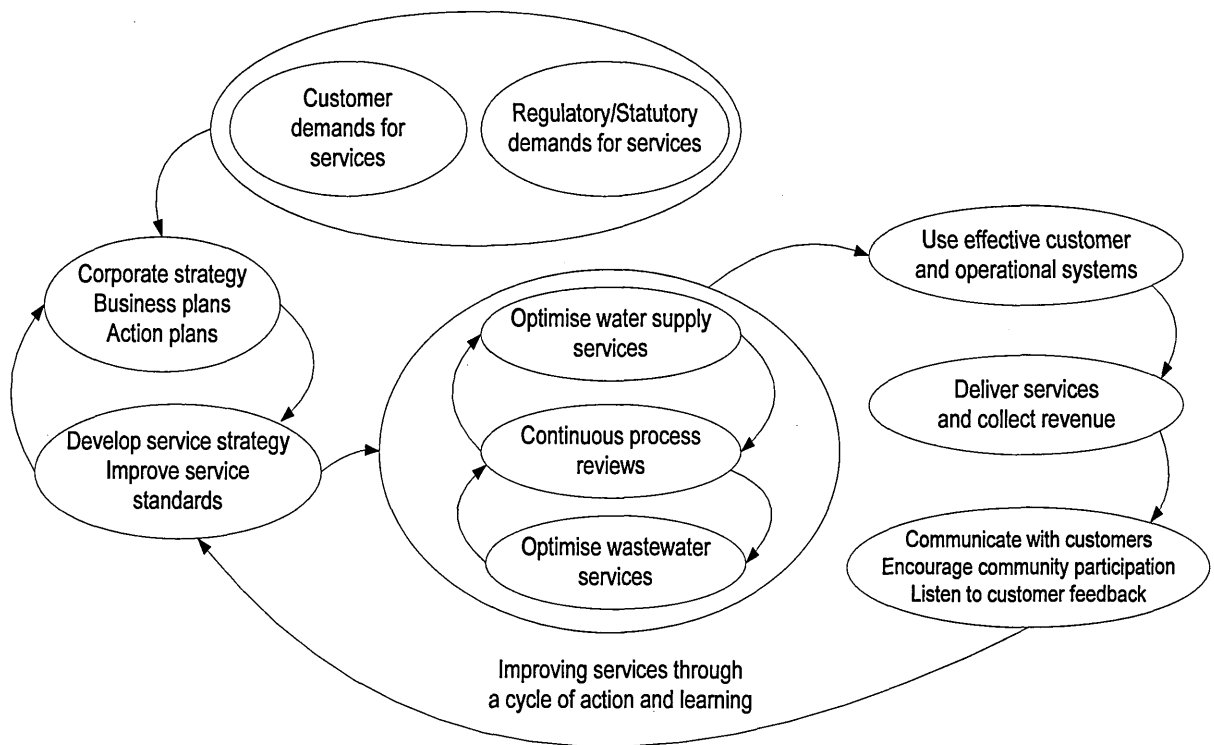 Customer
demands for
services
Regulatory/Statutory
demands for services
Corporate strategy
Business plans
Action plans
Develop service strategy
Improve service
standards
Optimise water supply
services
Continuous process
reviews
Optimise wastewater
services
Use effective customer
and operational systems
Deliver services
and collect revenue
Communicate with customers
Encourage community participation
Listen to customer feedback
Improving services through
a cycle of action and learning